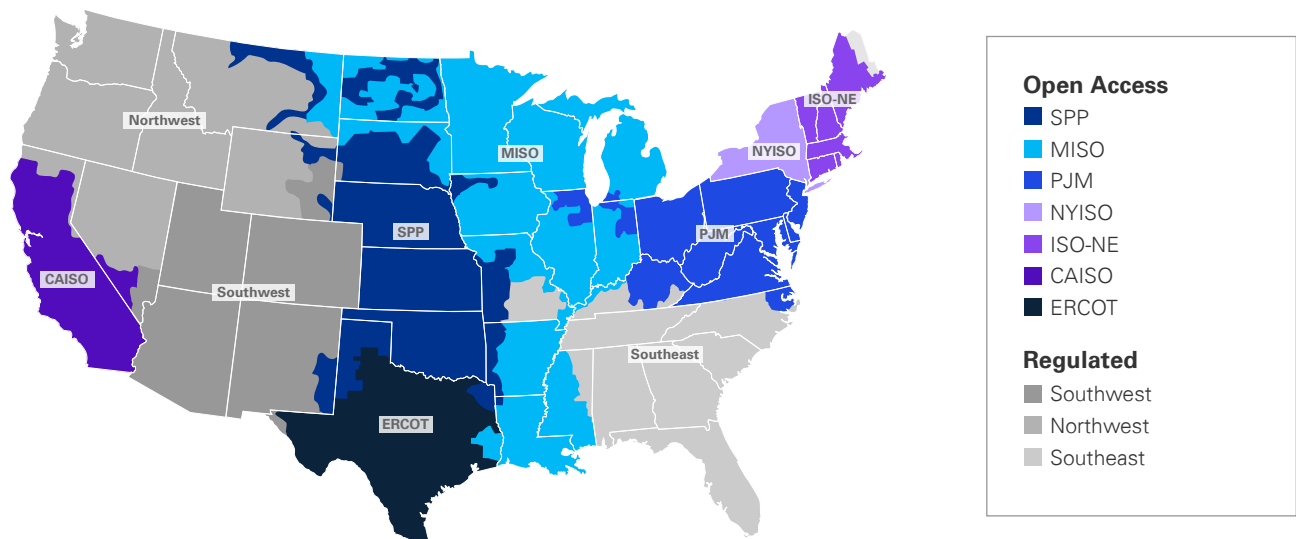 Northwest
CAISO
Southwest
SPP
ERCOT
MISO
Southeast
PJM
NYISO
ISO-NE
Open Access
SPP
MISO
PJM
NYISO
ISO-NE
CAISO
ERCOT
Regulated
Southwest
Northwest
Southeast